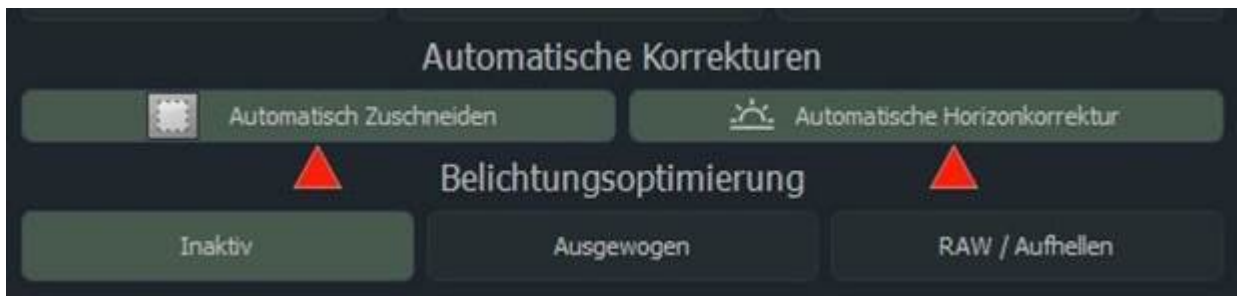 Automatische Korrekturen
Automatisch Zuschneiden Automatische Horizonkorrektur
Belichtungsoptimierung
Inaktiv Ausgewogen RAW / Aufhellen